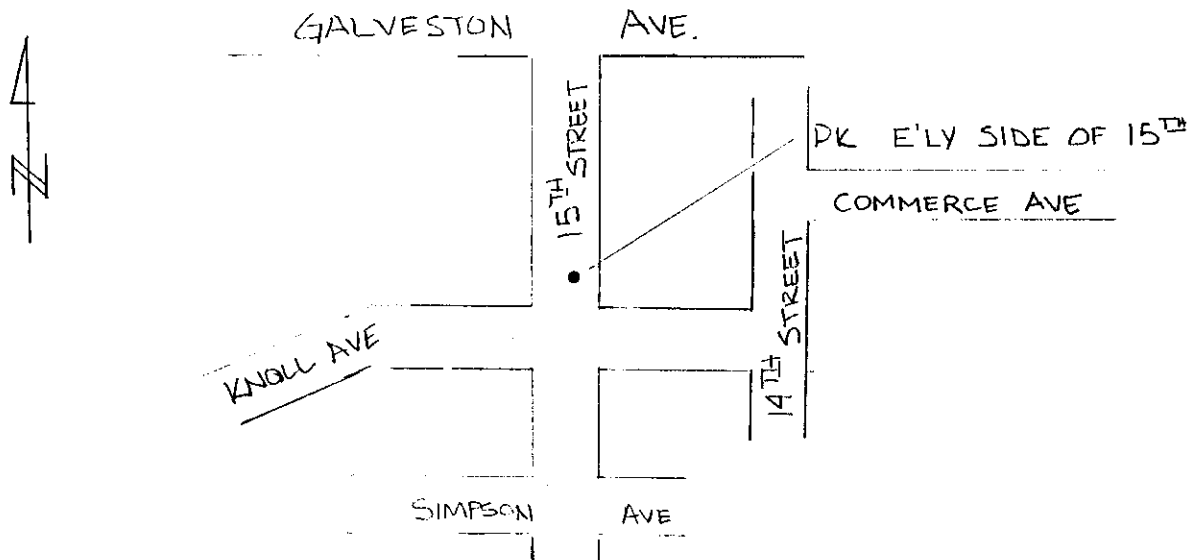 GALVESTON AVE.
N
15TH STREET
PK E'LY SIDE OF 15TH
COMMERCE AVE
14TH STREET
KNOLL AVE
SIMPSON AVE